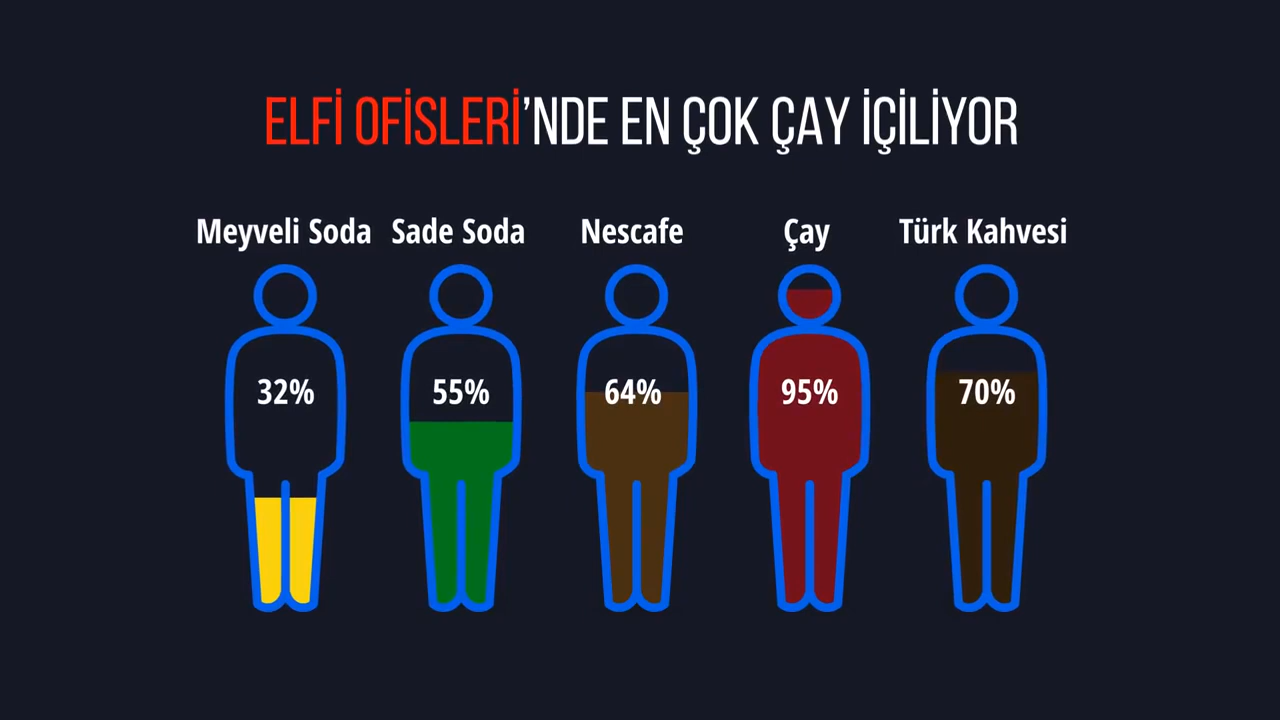 ELFİ OFİSLERİ’NDE EN ÇOK ÇAY İÇİLİYOR
Meyveli Soda Sade Soda Nescafe Çay Türk Kahvesi
32% 55% 64% 95% 70%